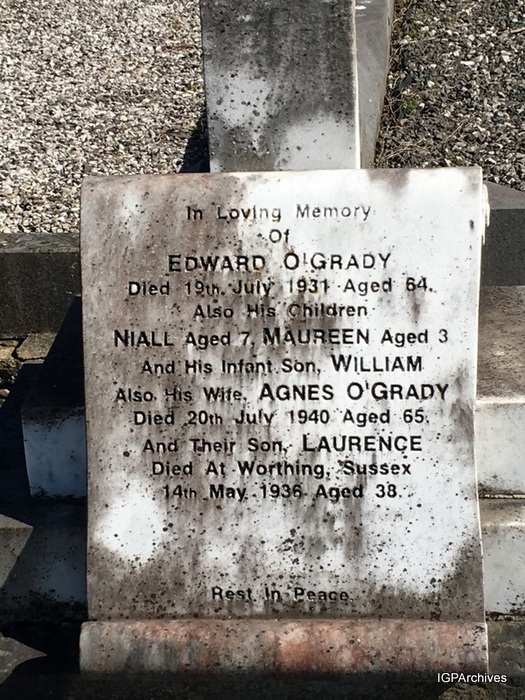 In Loving Memory
Of
EDWARD O'GRADY
Died 19th. July 1931 Aged 64.
Also His Children
NIALL Aged 7, MAUREEN Aged 3
And His Infant Son, WILLIAM
Also His Wife, AGNES O'GRADY
Died 20th July 1940 Aged 65.
And Their Son, LAURENCE
Died At Worthing, Sussex
14th May 1936 Aged 38.
Rest In Peace
IGPArchives